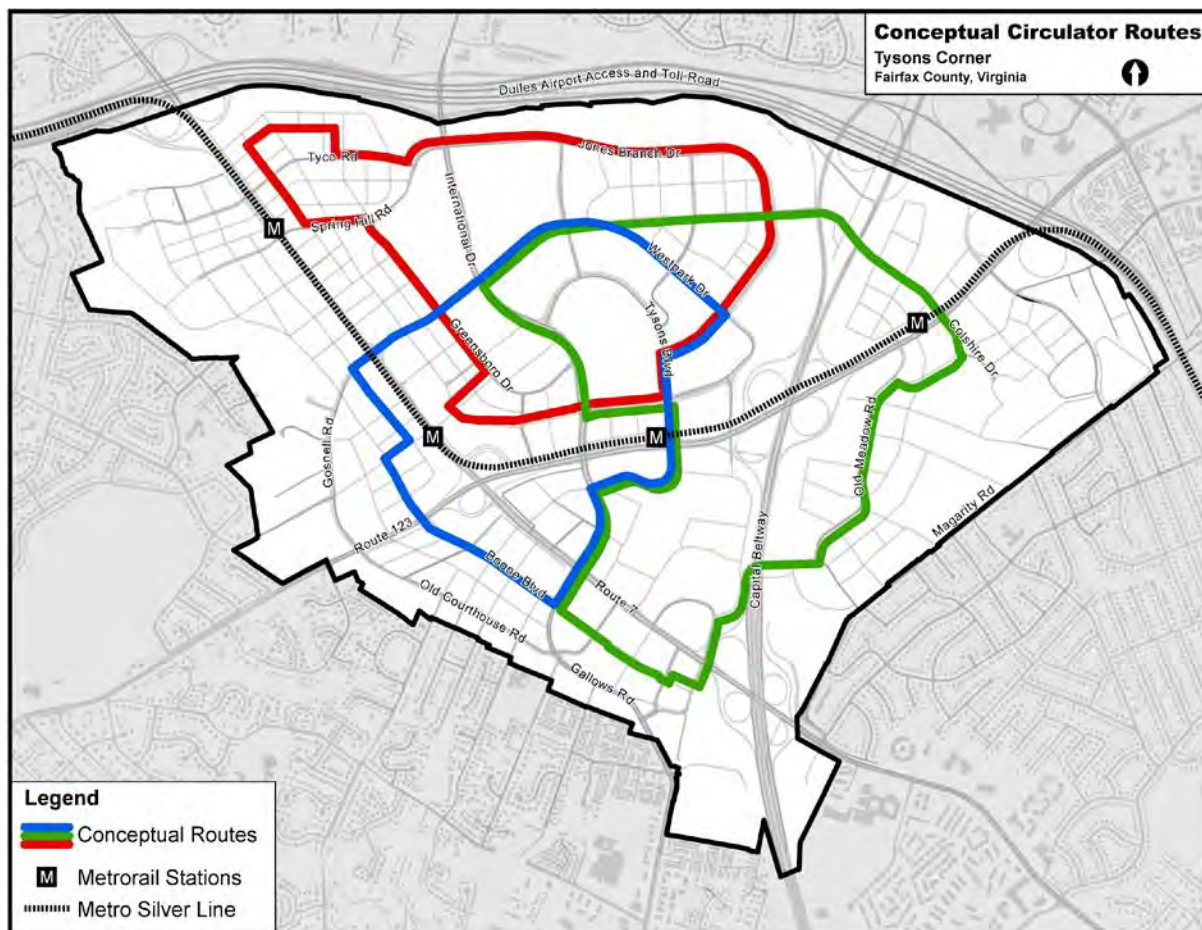 Conceptual Circulator Routes
Tysons Corner
Fairfax County, Virginia
Dulles Airport Access and Toll Road
Jones Branch Dr
Tyco Rd
International Dr
Spring Hill Rd
M
Westpark Dr
Tysons Blvd
Greensboro Dr
M
Colshire Dr
Gosnell Rd
M
M
Old Meadow Rd
Magarity Rd
Route 123
Boone Blvd
Route 7
Capital Beltway
Old Courthouse Rd
Gallows Rd
Legend
Conceptual Routes
M Metrorail Stations
Metro Silver Line